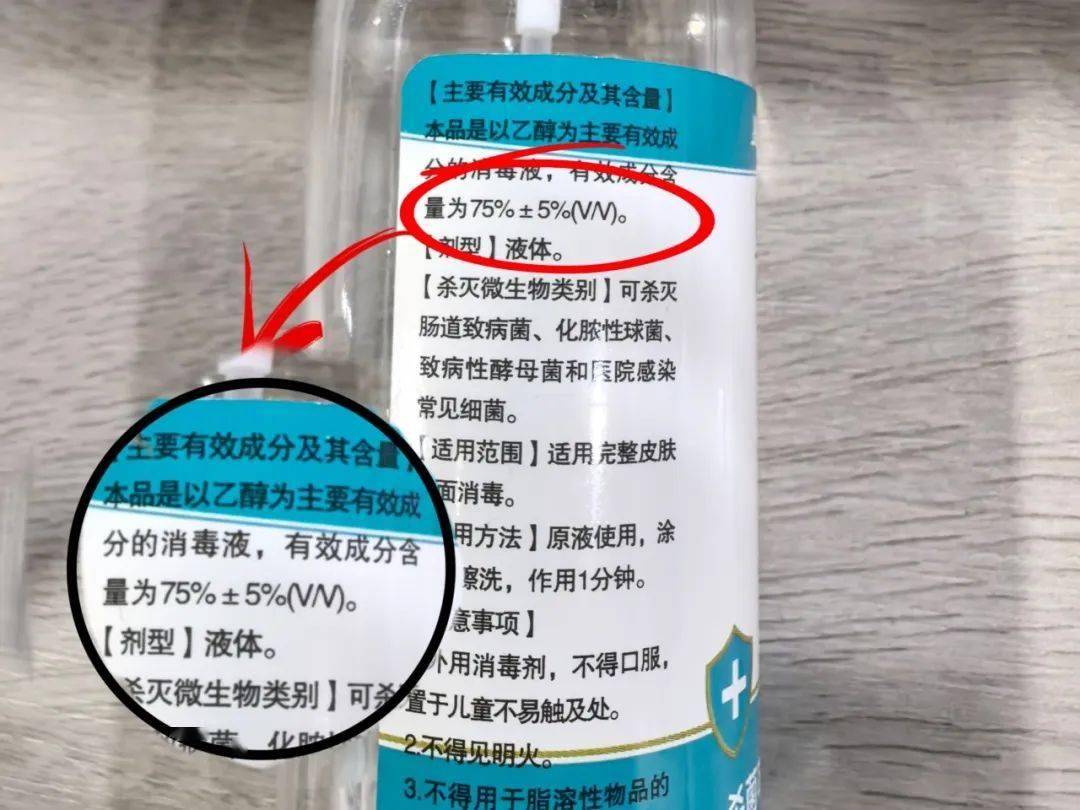 【主要有效成分及其含量】
本品是以乙醇为主要有效成
分的消毒液，有效成分含
量为75%±5%(V/V)。
【剂型】液体。
【杀灭微生物类别】可杀灭
肠道致病菌、化脓性球菌、
致病性酵母菌和医院感染
常见细菌。
【适用范围】适用完整皮肤
面消毒。
用方法】原液使用，涂
擦洗，作用1分钟。
意事项】
外用消毒剂，不得口服，
置于儿童不易触及处。
2.不得见明火。
3.不得用于脂溶性物品的
主要有效成分及其含量
本品是以乙醇为主要有效成
分的消毒液，有效成分含
量为75%±5%(V/V)。
【剂型】液体。
杀灭微生物类别】可杀
菌、化脓
杀菌